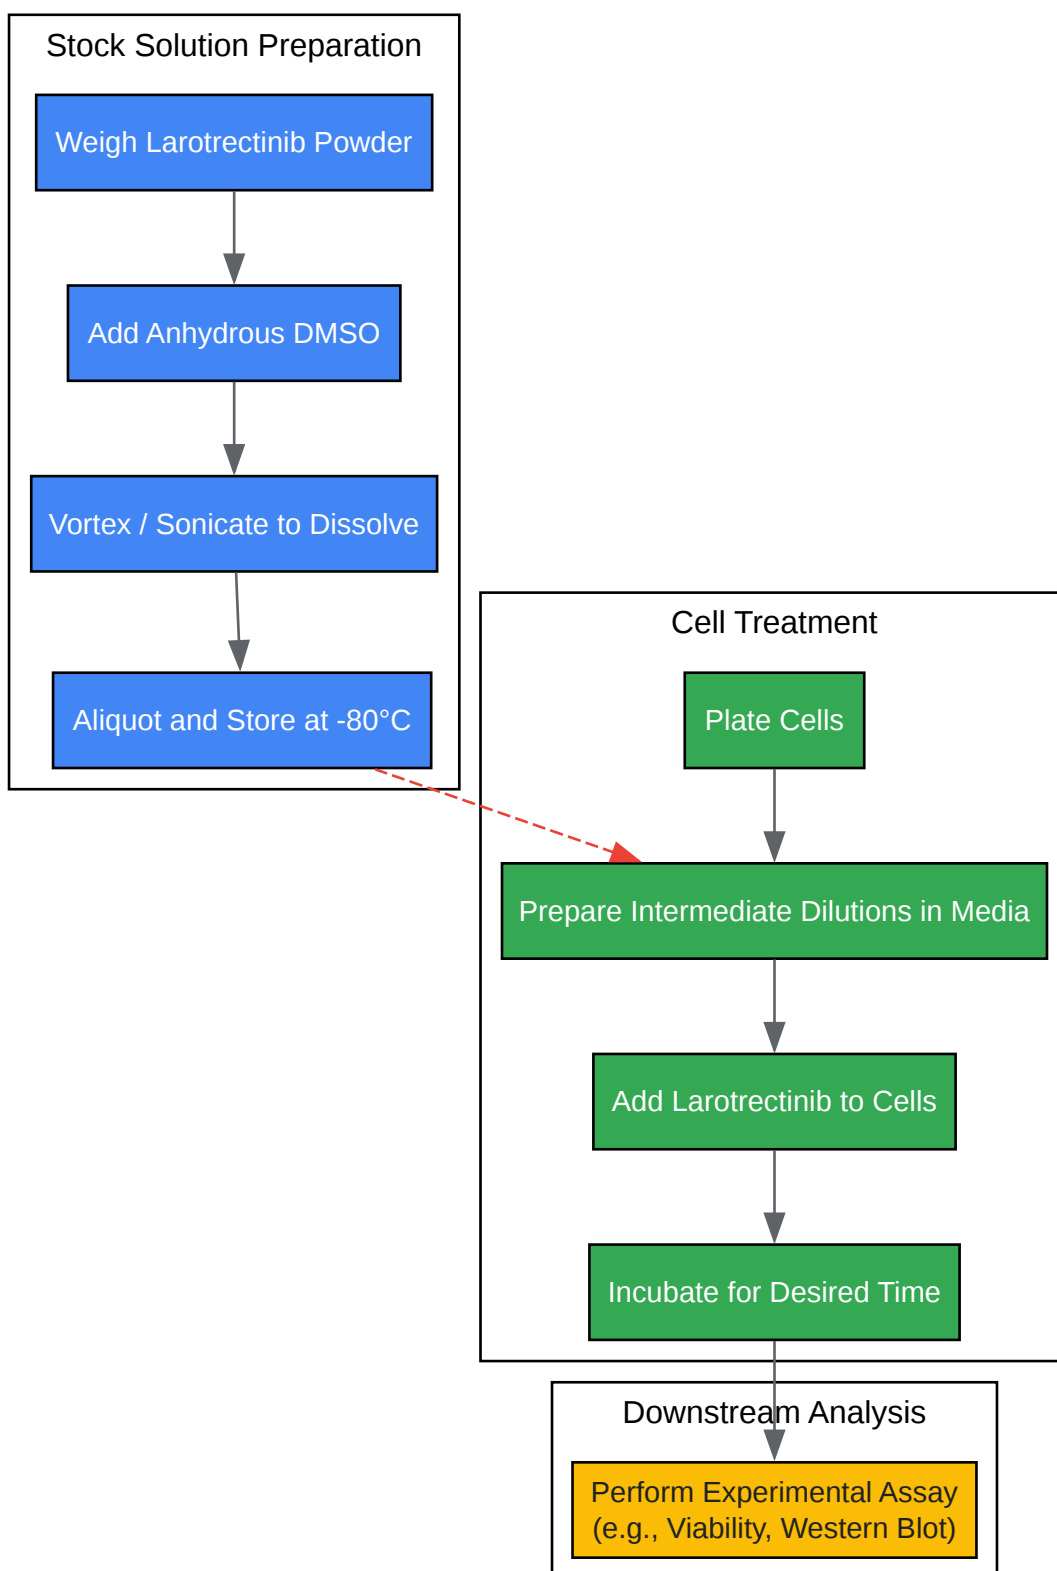 Stock Solution Preparation
Weigh Larotrectinib Powder
Add Anhydrous DMSO
Vortex / Sonicate to Dissolve
Aliquot and Store at -80°C
Cell Treatment
Plate Cells
Prepare Intermediate Dilutions in Media
Add Larotrectinib to Cells
Incubate for Desired Time
Downstream Analysis
Perform Experimental Assay
(e.g., Viability, Western Blot)